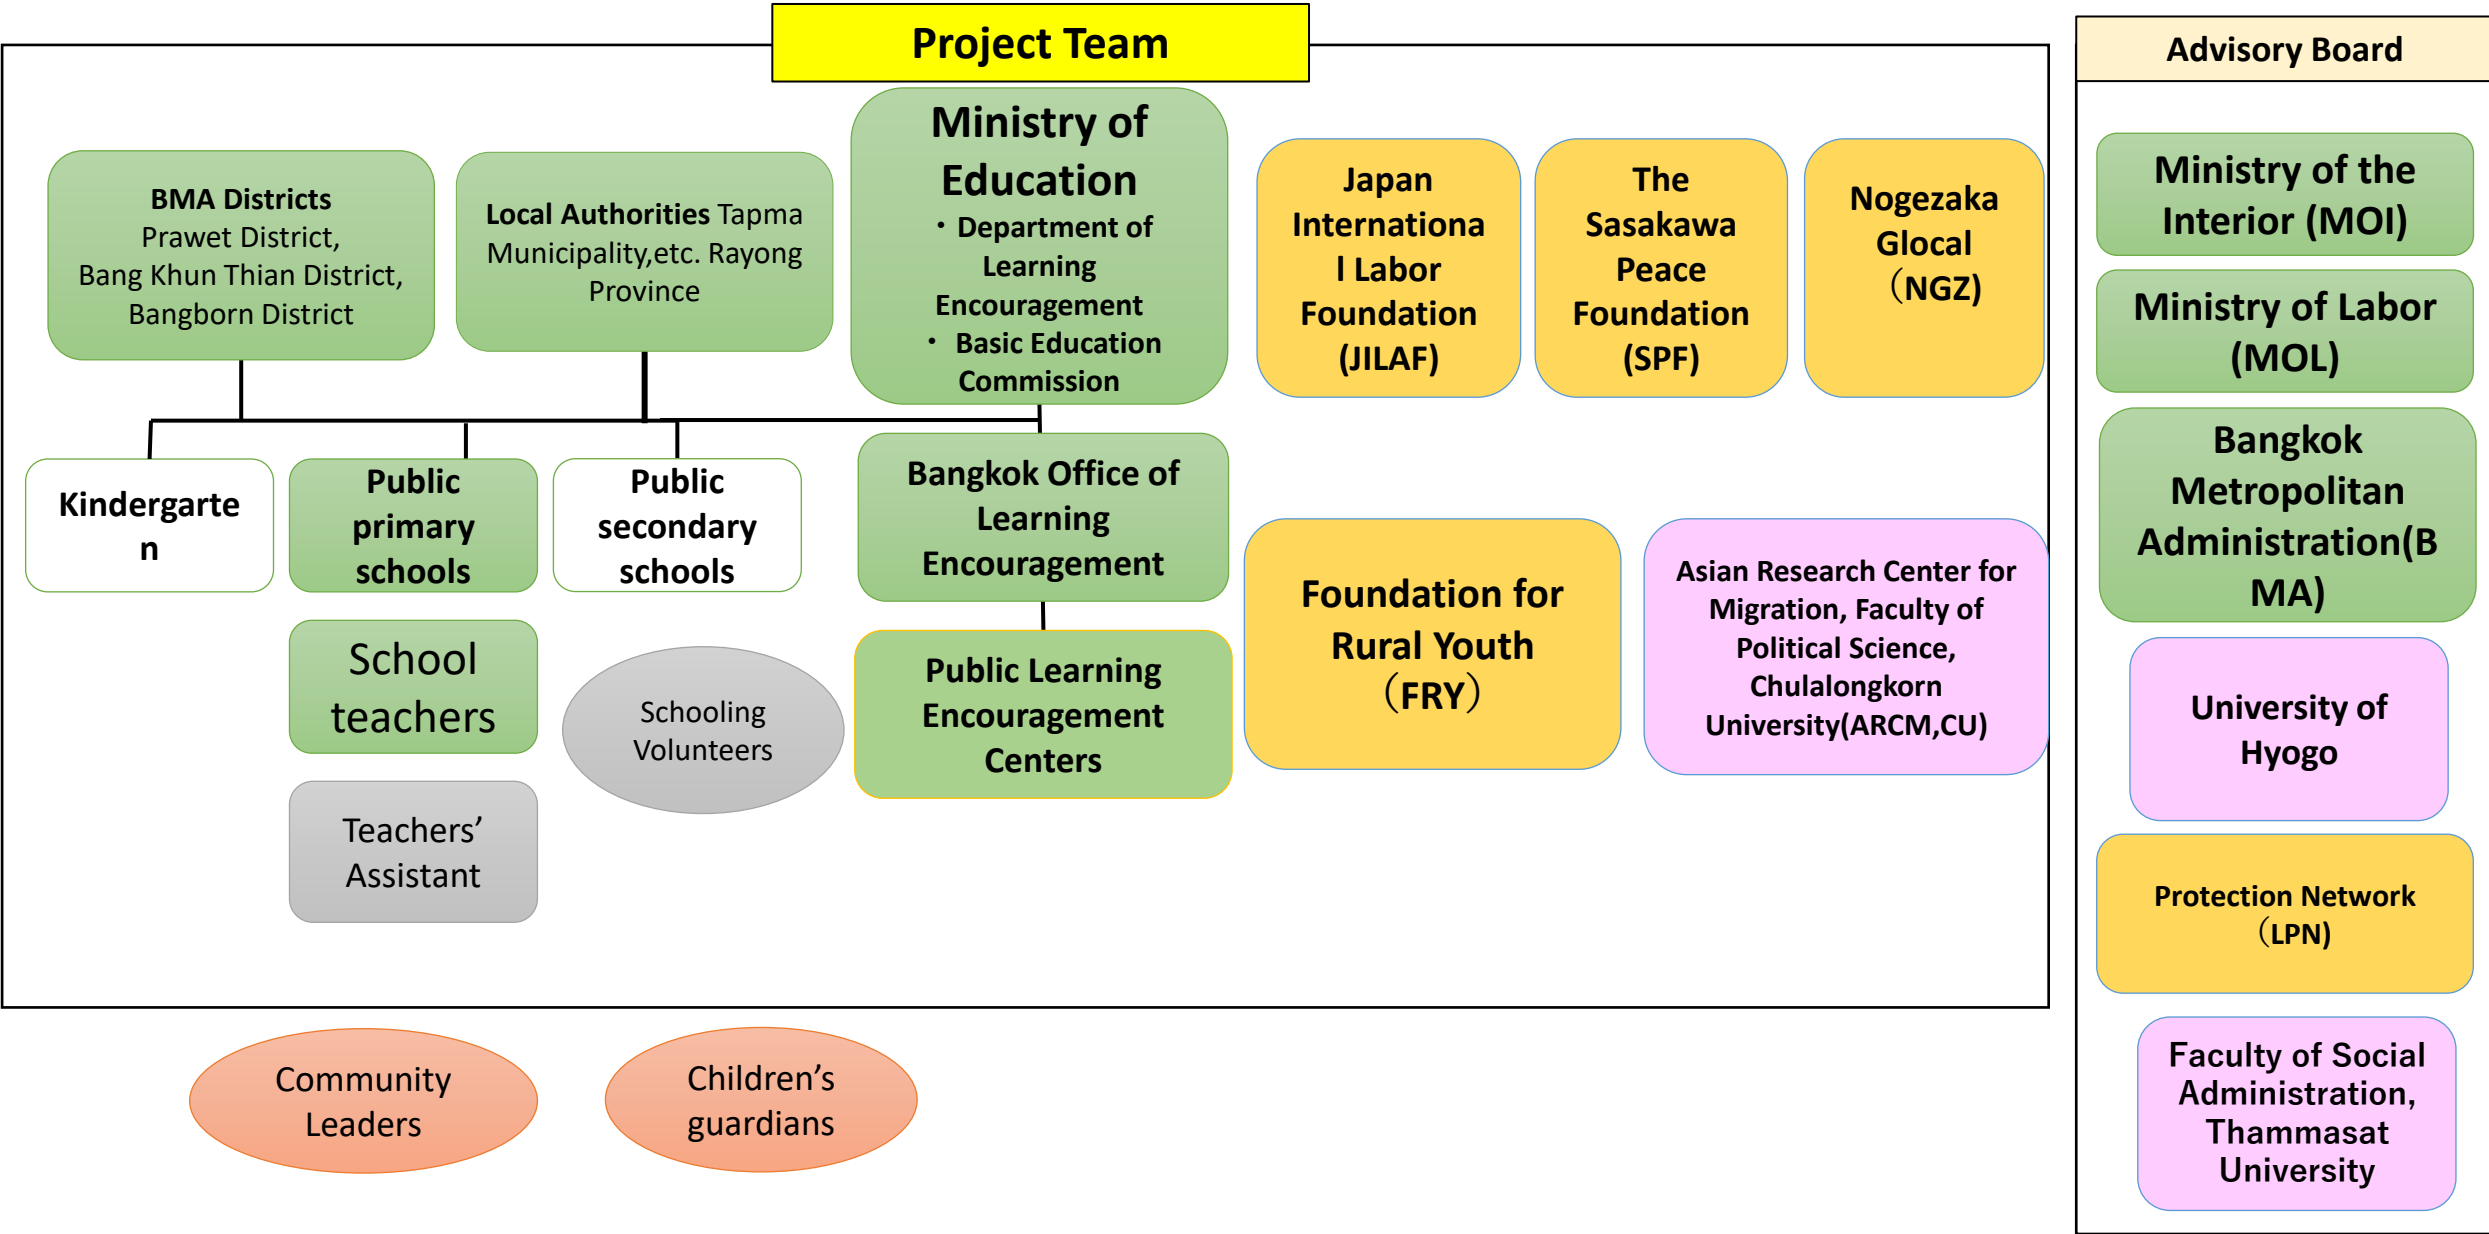 Project Team
Advisory Board
BMA Districts
Prawet District,
Bang Khun Thian District,
Bangborn District
Local Authorities Tapma
Municipality,etc. Rayong
Province
Ministry of
Education
・Department of
Learning
Encouragement
・ Basic Education
Commission
Japan
Internationa
l Labor
Foundation
(JILAF)
The
Sasakawa
Peace
Foundation
(SPF)
Nogezaka
Glocal
（NGZ)
Kindergarte
n
Public
primary
schools
Public
secondary
schools
Bangkok Office of
Learning
Encouragement
School
teachers
Schooling
Volunteers
Public Learning
Encouragement
Centers
Teachers’
Assistant
Foundation for
Rural Youth
（FRY）
Asian Research Center for
Migration, Faculty of
Political Science,
Chulalongkorn
University(ARCM,CU)
Community
Leaders
Children’s
guardians
Ministry of the
Interior (MOI)
Ministry of Labor
(MOL)
Bangkok
Metropolitan
Administration(B
MA)
University of
Hyogo
Protection Network
（LPN)
Faculty of Social
Administration,
Thammasat
University